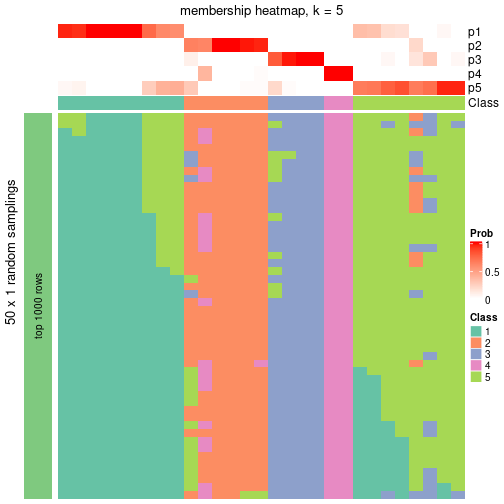 membership heatmap, k = 5
p1
p2
p3
p4
p5
Class
50 x 1 random samplings
top 1000 rows
Prob
1
0.5
0
Class
1
2
3
4
5